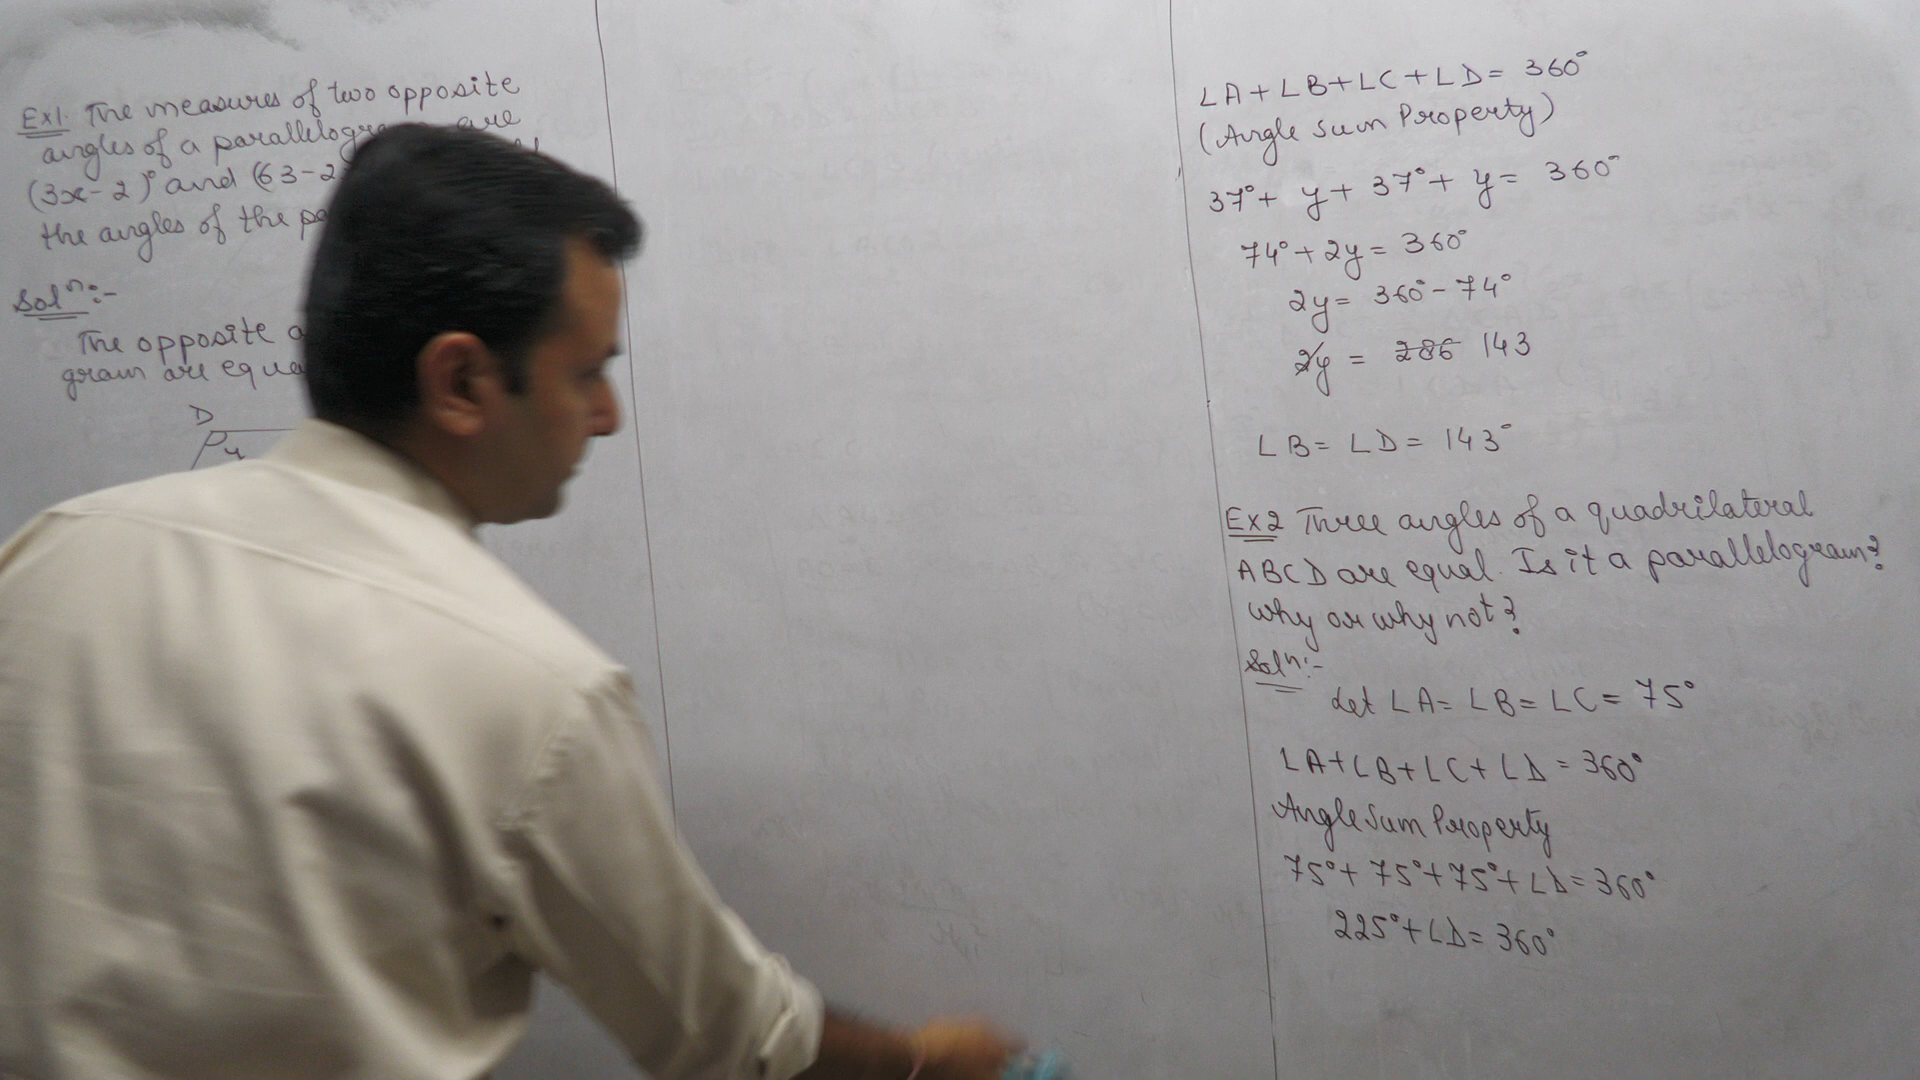 Ex1. The measures of two opposite
angles of a are
(3x-2)° and (63-2
the angles of the
Solⁿ:-
The opposite
gram are
D
y
∠A+∠B+∠C+∠D= 360°
(Angle Sum Property)
37°+ y+ 37°+ y= 360°
74°+2y= 360°
2y= 360°-74°
2y = 286 143
∠B= ∠D= 143°
Ex2 Three angles of a quadrilateral
ABCD are equal. Is it a parallelogram?
why or why not?
Solⁿ:-
Let ∠A= ∠B= ∠C= 75°
∠A+∠B+∠C+∠D=360°
Angle Sum Property
75°+75°+75°+∠D=360°
225°+∠D=360°